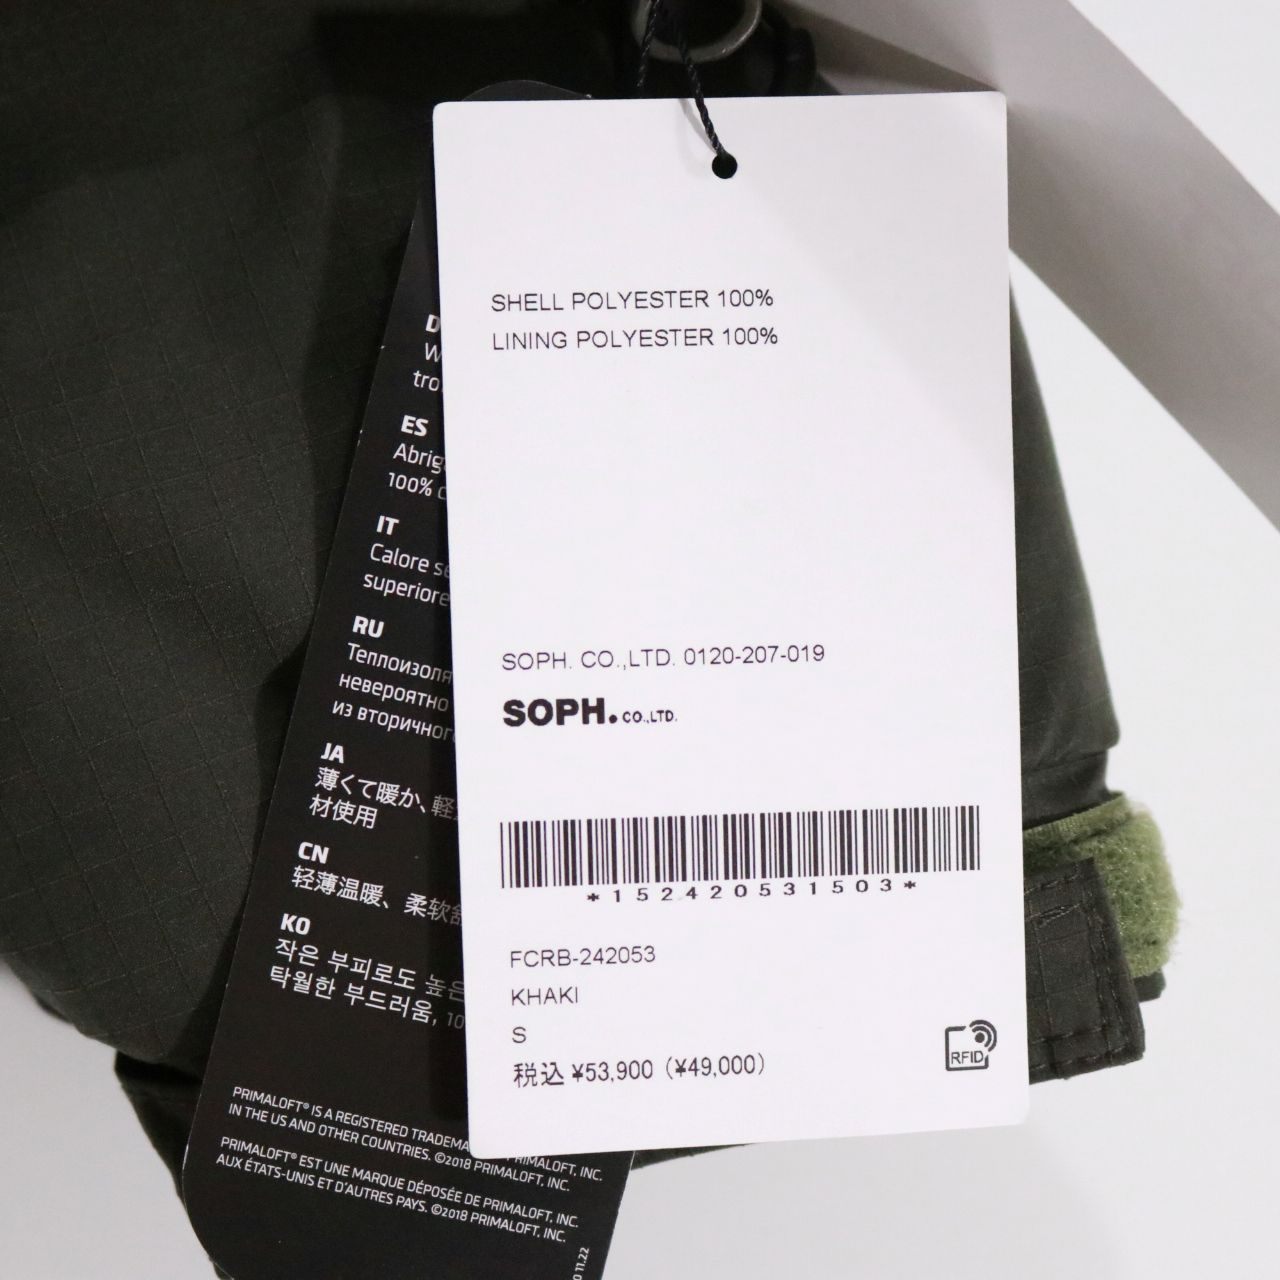 SHELL POLYESTER 100%
LINING POLYESTER 100%
SOPH. CO.,LTD. 0120-207-019
SOPH. CO.,LTD.
*152420531503*
FCRB-242053
KHAKI
S
税込 ¥53,900 (¥49,000)
RFID
ES
100%
IT
Calore
superiore
RU
невероятно
из
JA
薄くて暖か、軽
材使用
CN
轻薄温暖、柔软
KO
작은 부피로도 높은
탁월한 부드러움, 10
PRIMALOFT® IS A REGISTERED
IN THE US AND OTHER COUNTRIES. ©2018 PRIMALOFT, INC.
PRIMALOFT® EST UNE MARQUE DÉPOSÉE DE PRIMALOFT, INC.
AUX ÉTATS-UNIS ET D'AUTRES PAYS. ©2018 PRIMALOFT, INC.
11.22